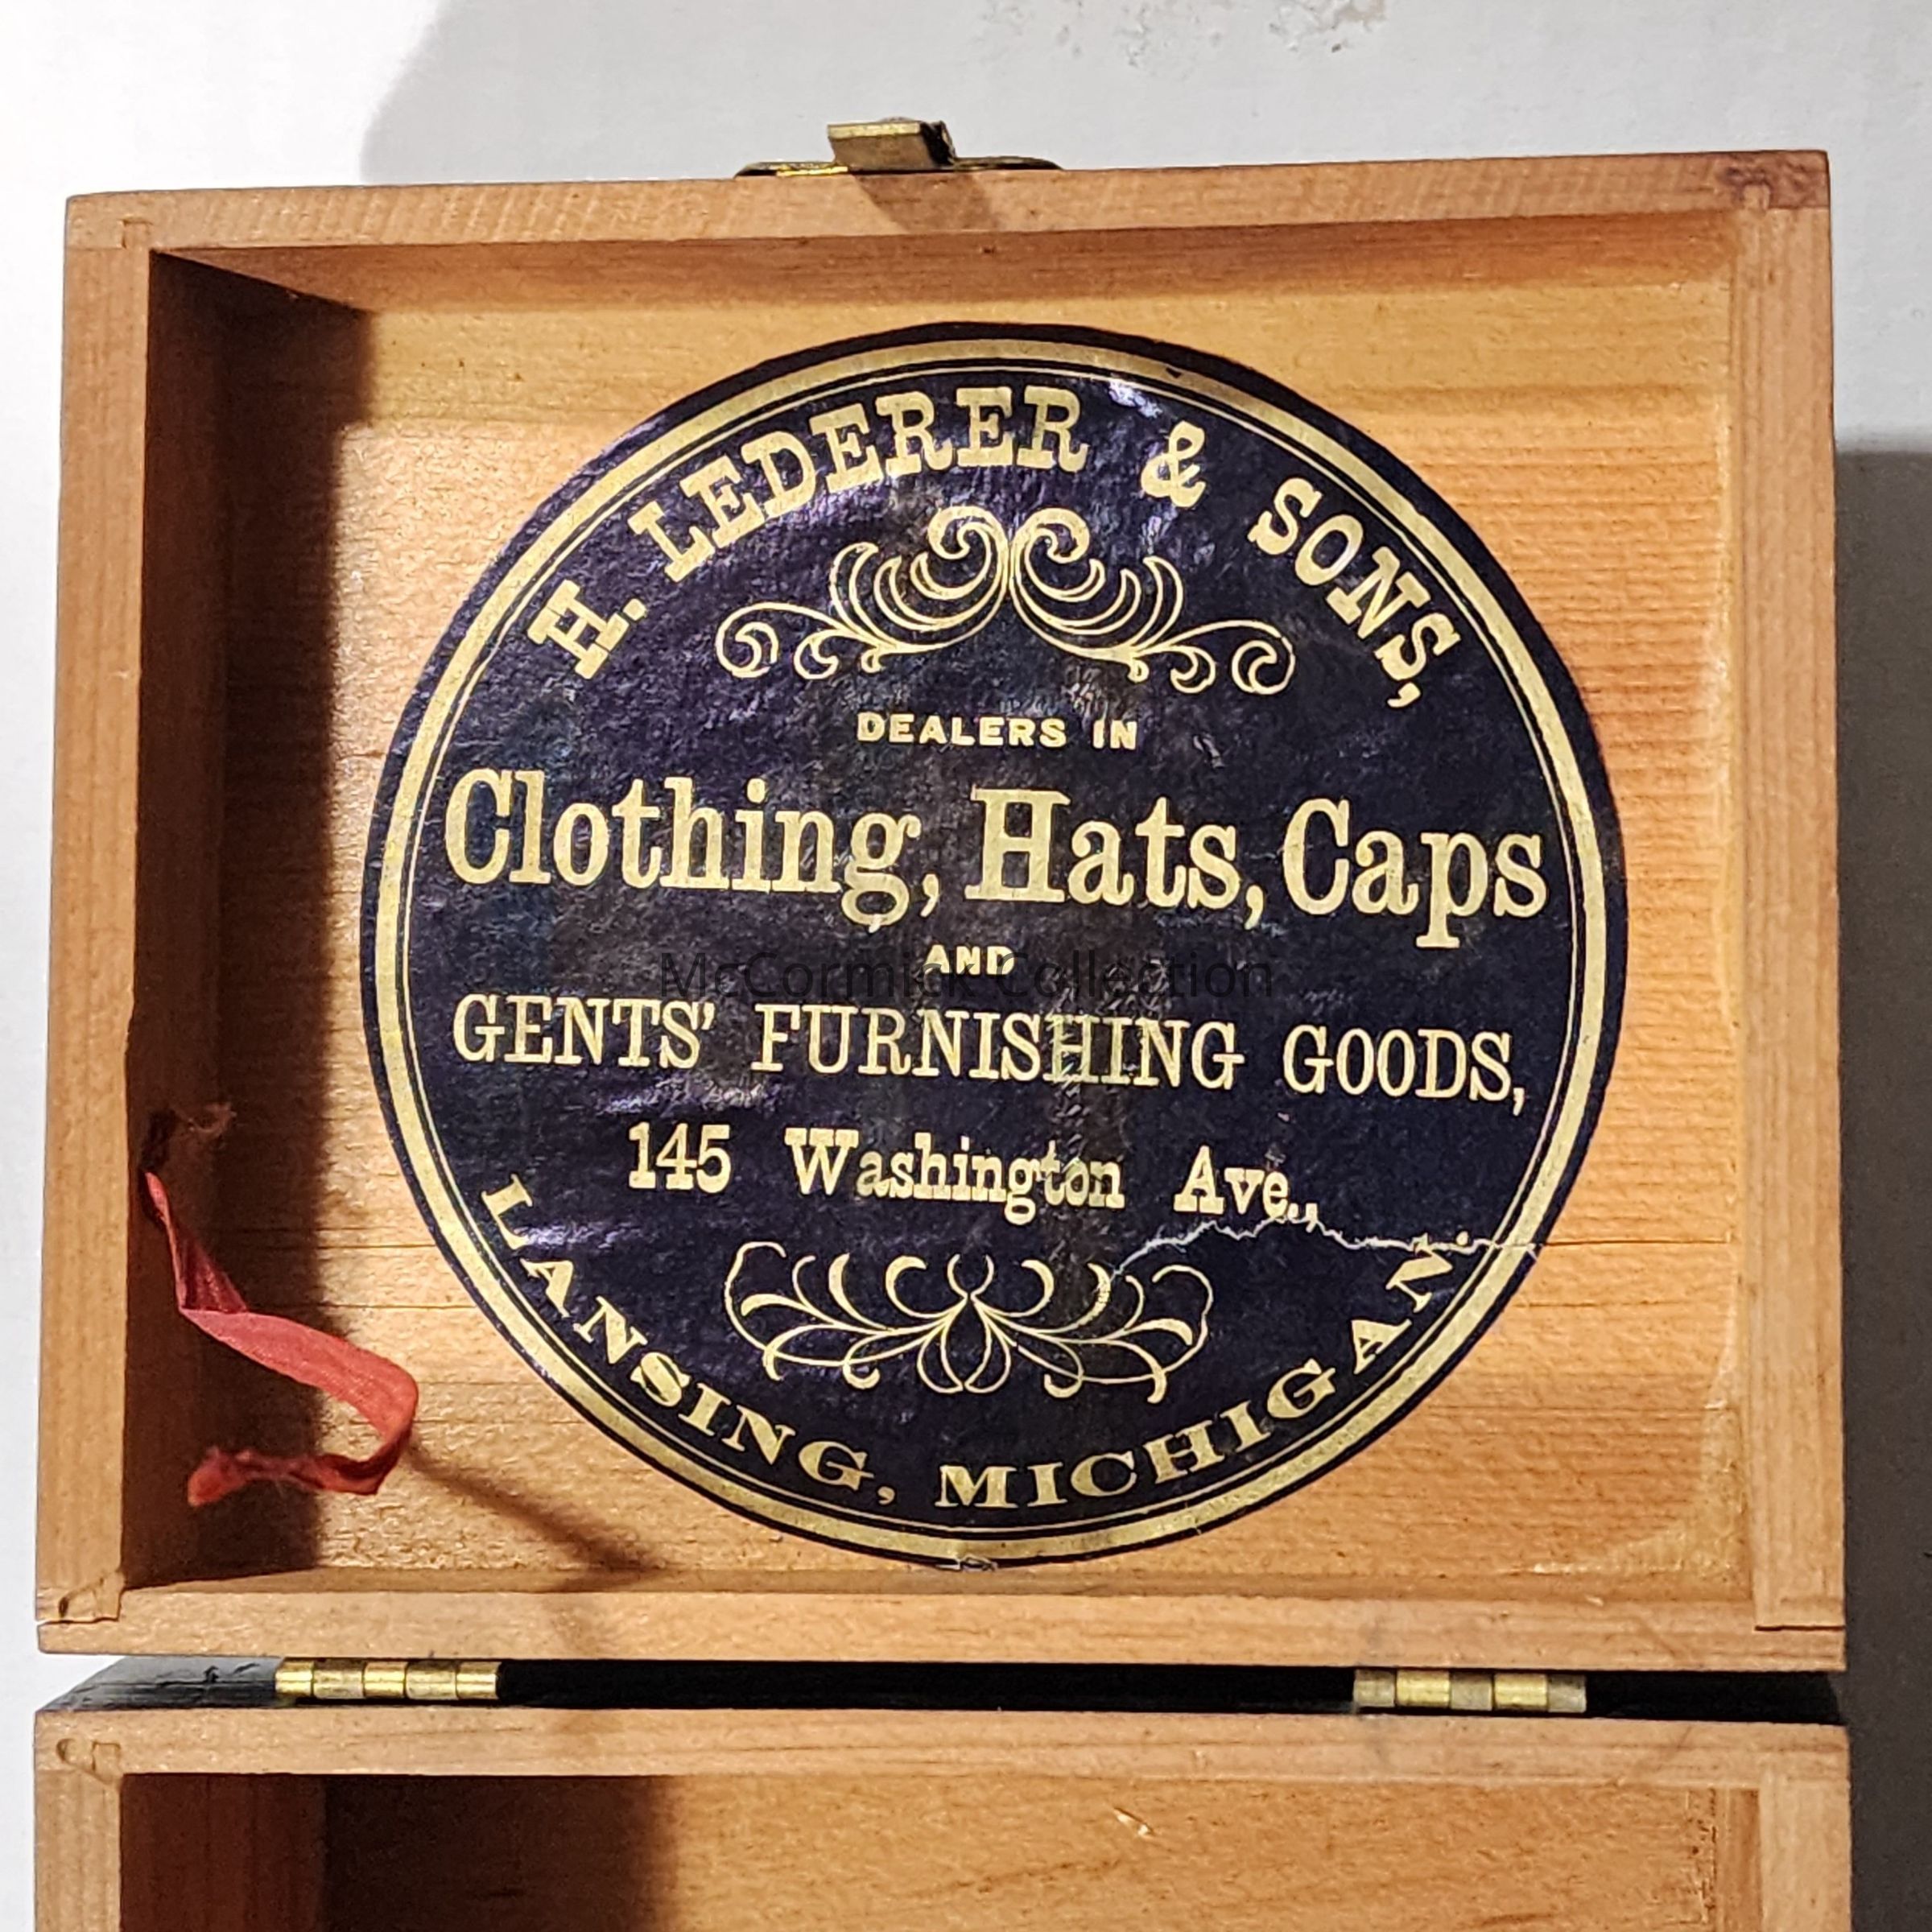 H. LEDERER & SONS,
DEALERS IN
Clothing, Hats, Caps
AND
McCormick Collection
GENTS' FURNISHING GOODS,
145 Washington Ave.,
LANSING, MICHIGAN.